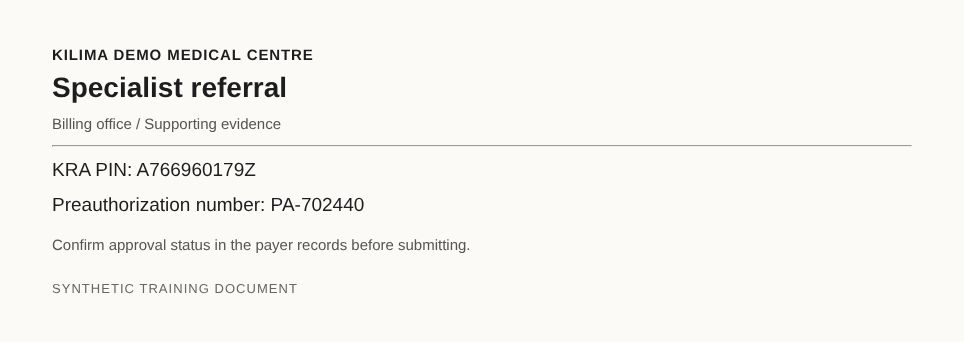 KILIMA DEMO MEDICAL CENTRE
Specialist referral
Billing office / Supporting evidence
KRA PIN: A766960179Z
Preauthorization number: PA-702440
Confirm approval status in the payer records before submitting.
SYNTHETIC TRAINING DOCUMENT